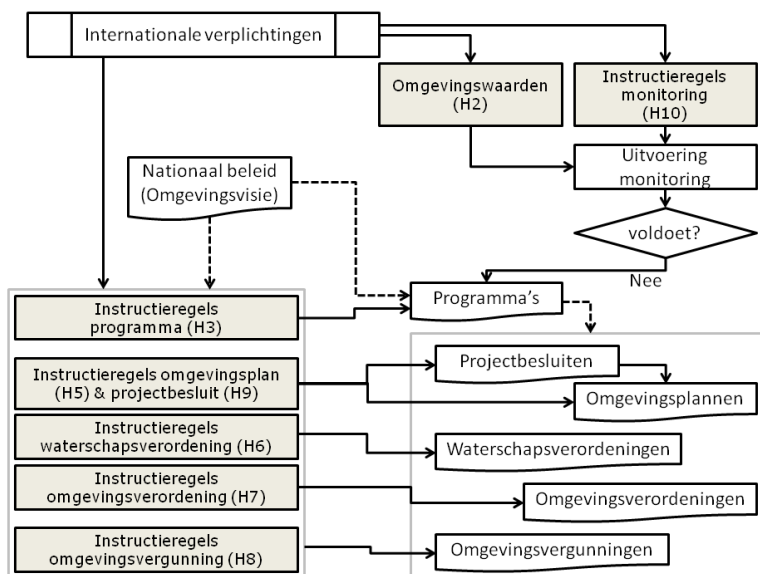 Internationale verplichtingen
Omgevingswaarden
(H2)
Instructieregels
monitoring
(H10)
Nationaal beleid
(Omgevingsvisie)
Uitvoering
monitoring
voldoet?
Nee
Programma's
Instructieregels
programma (H3)
Instructieregels omgevingsplan
(H5) & projectbesluit (H9)
Instructieregels
waterschapsverordening (H6)
Instructieregels
omgevingsverordening (H7)
Instructieregels
omgevingsvergunning (H8)
Projectbesluiten
Omgevingsplannen
Waterschapsverordeningen
Omgevingsverordeningen
Omgevingsvergunningen